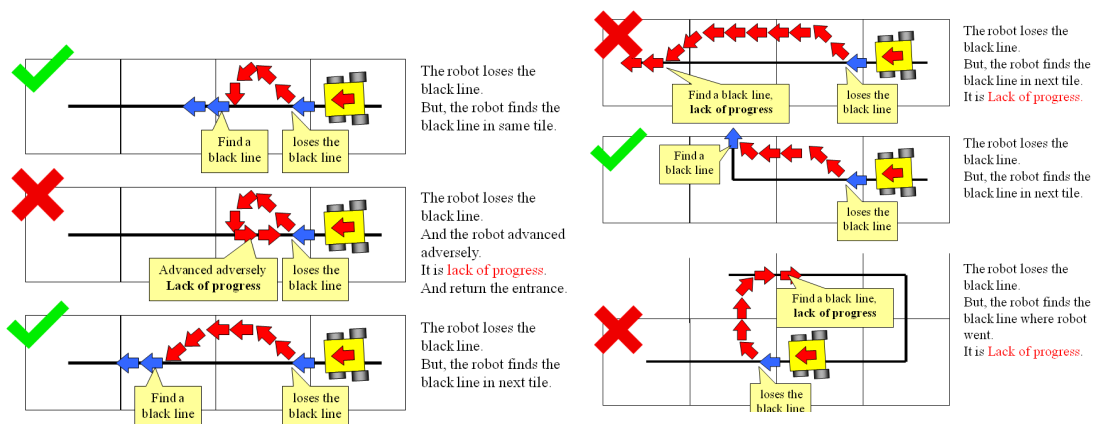 The robot loses the
black line.
But, the robot finds the
black line in same tile.
Find a
black line
loses the
black line
The robot loses the
black line.
And the robot advanced
adversely.
It is lack of progress.
And return the entrance.
Advanced adversely
Lack of progress
loses the
black line
The robot loses the
black line.
But, the robot finds the
black line in next tile.
Find a
black line
loses the
black line
The robot loses the
black line.
But, the robot finds the
black line in next tile.
It is Lack of progress.
Find a black line,
lack of progress
loses the
black line
The robot loses the
black line.
But, the robot finds the
black line in next tile.
Find a
black line
loses the
black line
The robot loses the
black line.
But, the robot finds the
black line where robot
went.
It is Lack of progress.
Find a black line,
lack of progress
loses the
black line